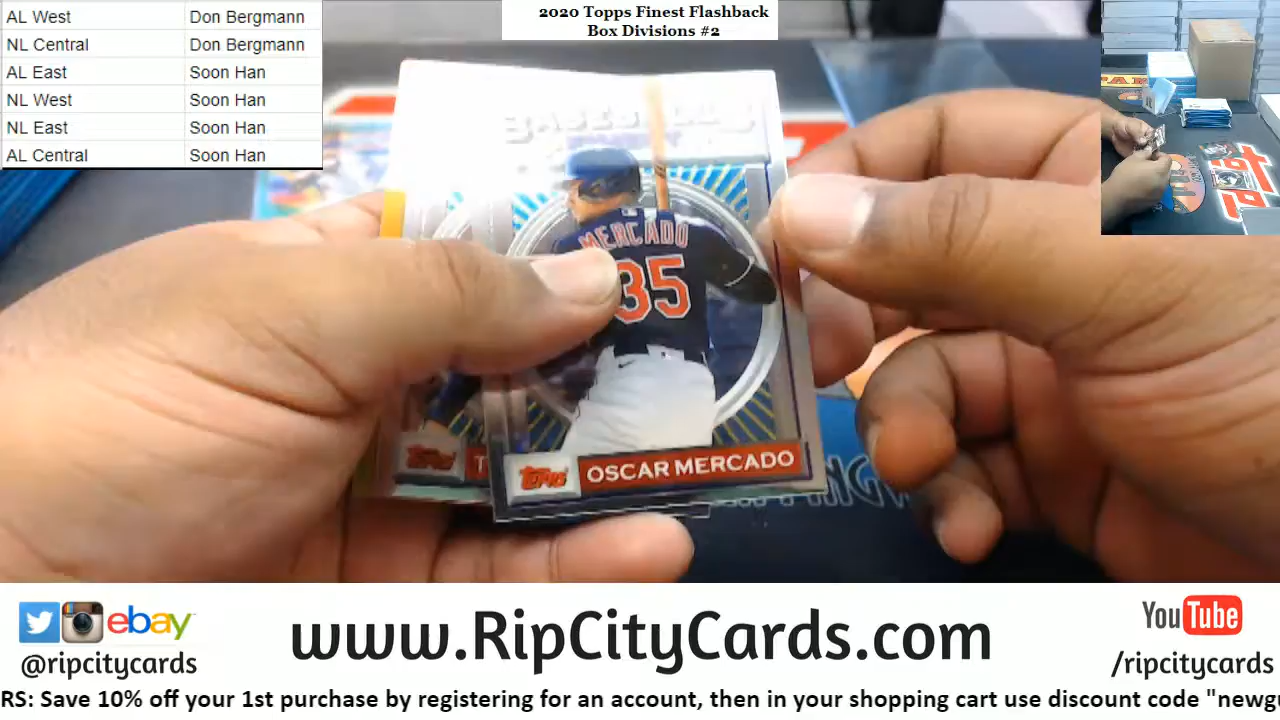 AL West Don Bergmann
NL Central Don Bergmann
AL East Soon Han
NL West Soon Han
NL East Soon Han
AL Central Soon Han
2020 Topps Finest Flashback
Box Divisions #2
MERCADO
35
Topps
Topps OSCAR MERCADO
ebay
@ripcitycards
www.RipCityCards.com
YouTube
/ripcitycards
RS: Save 10% off your 1st purchase by registering for an account, then in your shopping cart use discount code "newgu